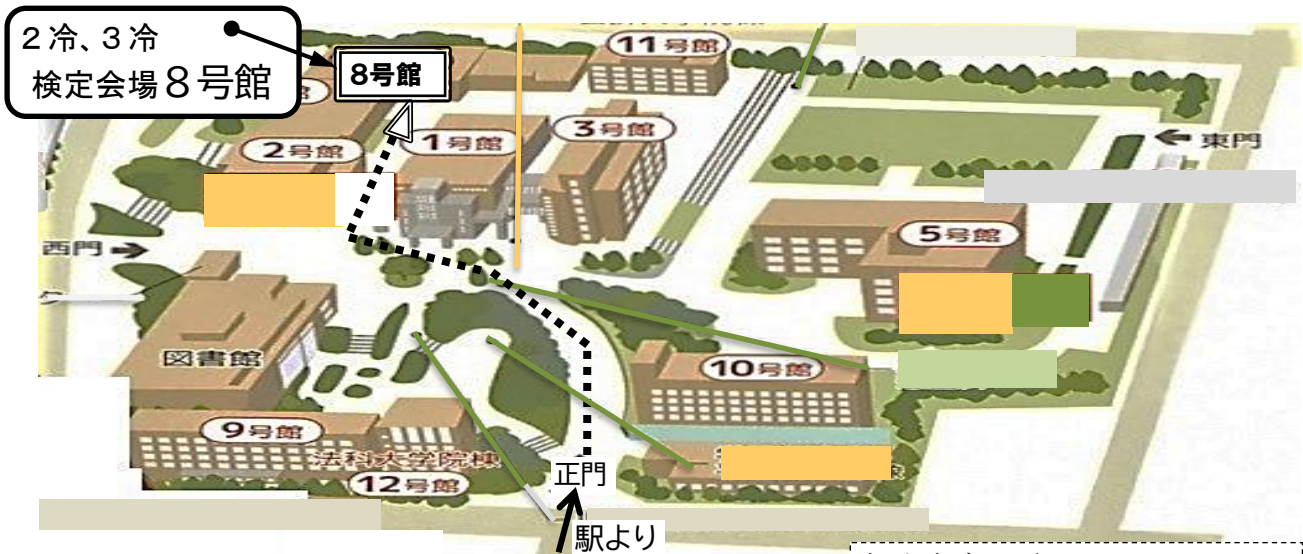 ２冷、３冷
検定会場８号館
8号館
11号館
1号館
3号館
2号館
東門
西門
5号館
図書館
10号館
9号館
法科大学院棟
12号館
正門
駅より